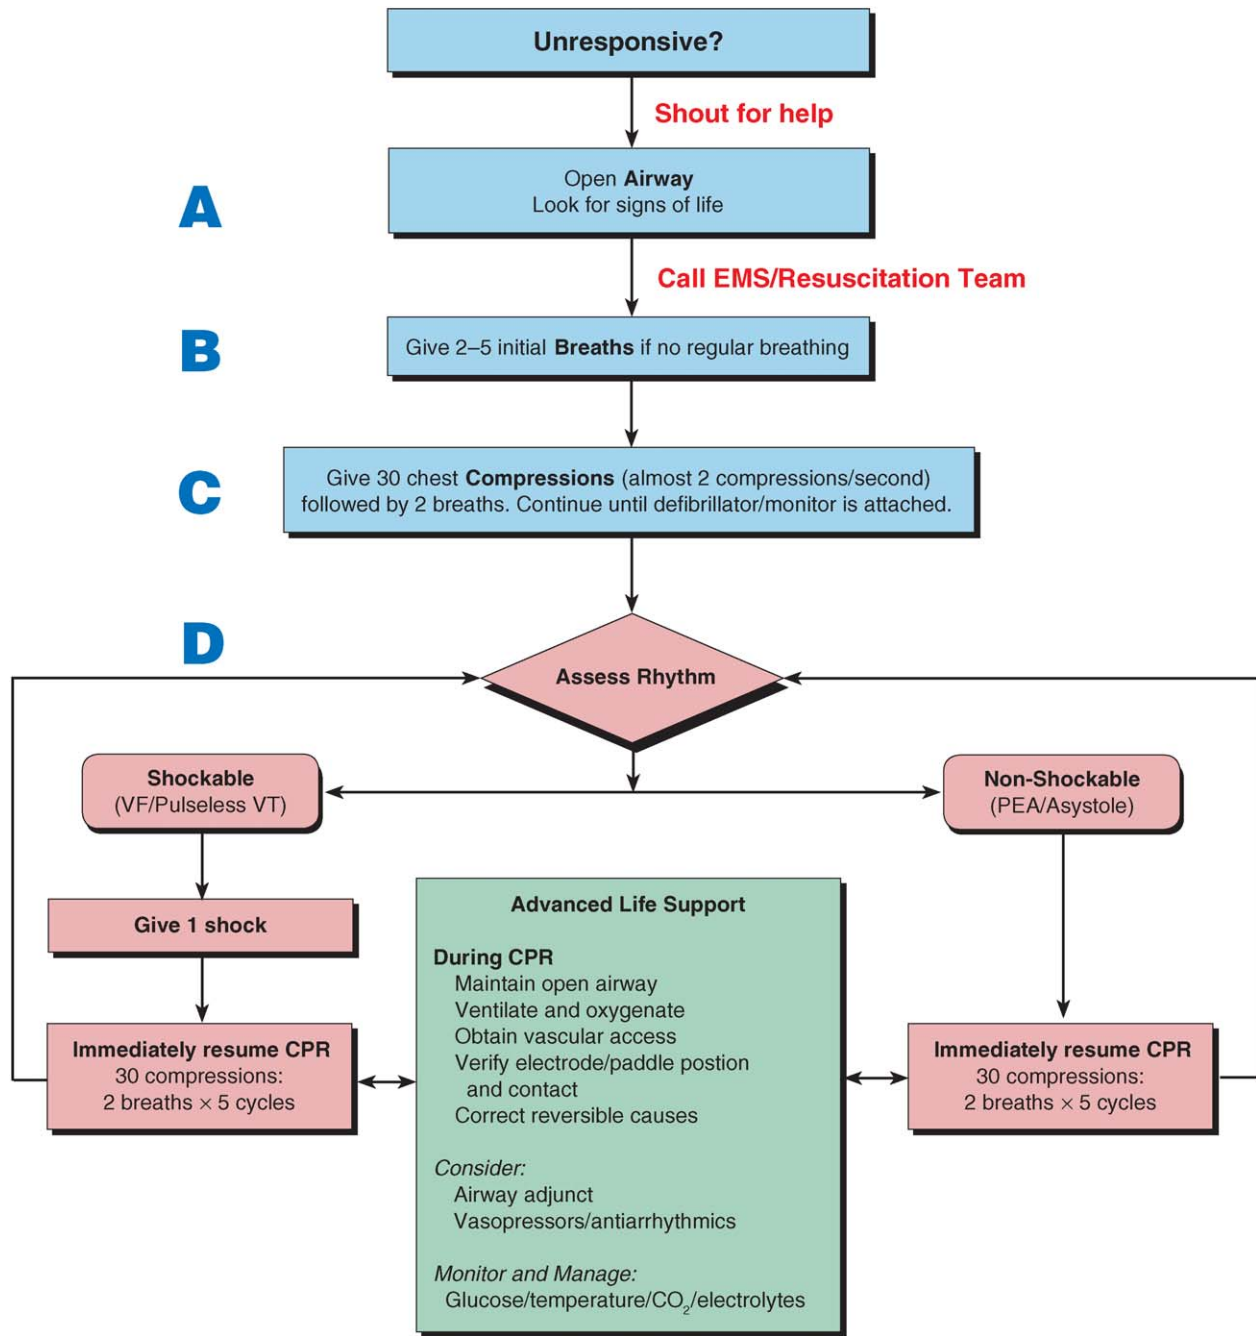 Unresponsive?
Shout for help
A
Open Airway
Look for signs of life
Call EMS/Resuscitation Team
B
Give 2–5 initial Breaths if no regular breathing
C
Give 30 chest Compressions (almost 2 compressions/second)
followed by 2 breaths. Continue until defibrillator/monitor is attached.
D
Assess Rhythm
Shockable
(VF/Pulseless VT)
Non-Shockable
(PEA/Asystole)
Give 1 shock
Immediately resume CPR
30 compressions:
2 breaths × 5 cycles
Advanced Life Support
During CPR
Maintain open airway
Ventilate and oxygenate
Obtain vascular access
Verify electrode/paddle postion
and contact
Correct reversible causes
Consider:
Airway adjunct
Vasopressors/antiarrhythmics
Monitor and Manage:
Glucose/temperature/CO₂/electrolytes
Immediately resume CPR
30 compressions:
2 breaths × 5 cycles